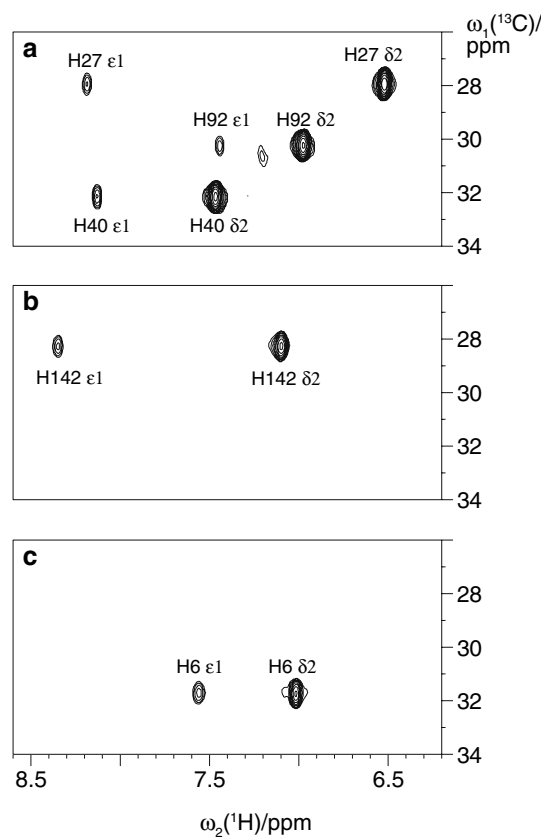 ω₁(¹³C)/
ppm
a
H27 ε1
H27 δ2
28
H92 ε1
H92 δ2
30
32
H40 ε1
H40 δ2
34
b
28
H142 ε1
H142 δ2
30
32
34
c
28
30
H6 ε1
H6 δ2
32
34
8.5
7.5
6.5
ω₂(¹H)/ppm